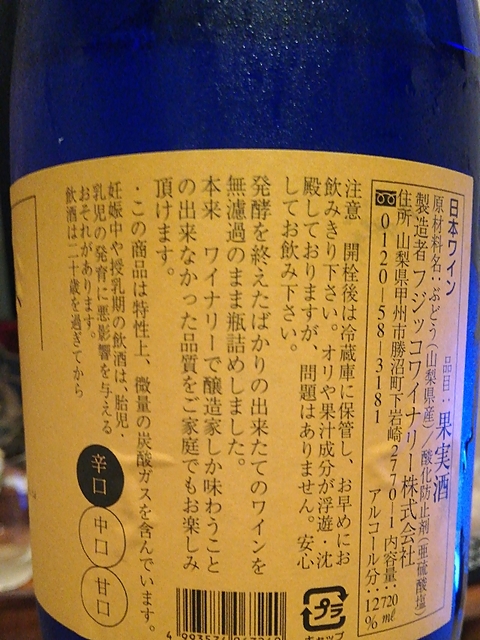 日本ワイン
品目：果実酒
原材料名：ぶどう（山梨県産）／酸化防止剤（亜硫酸塩）
製造者 フジッコワイナリー株式会社
住所 山梨県甲州市勝沼町下岩崎2770-1 内容量：720ml
0120-58-3181
アルコール分：12％
注意 開栓後は冷蔵庫に保管し、お早めにお
飲みきり下さい。オリや果汁成分が浮遊・沈
殿しておりますが、問題はありません。安心
してお飲み下さい。
発酵を終えたばかりの出来たてのワインを
無濾過のまま瓶詰めしました。
本来 ワイナリーで醸造家しか味わうこと
の出来なかった品質をご家庭でもお楽しみ
頂けます。
・この商品は特性上、微量の炭酸ガスを含んでいます。
妊娠中や授乳期の飲酒は、胎児・
乳児の発育に悪影響を与える
おそれがあります。
飲酒は二十歳を過ぎてから
辛口
中口
甘口
プラ
キャップ